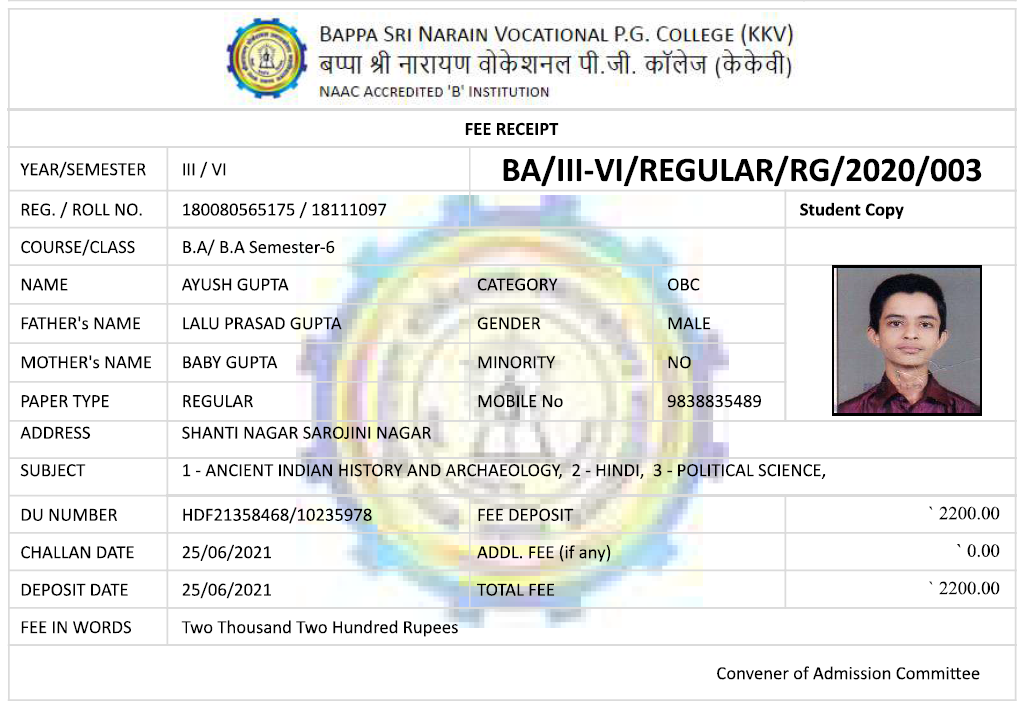 BAPPA SRI NARAIN VOCATIONAL P.G. COLLEGE (KKV)
बप्पा श्री नारायण वोकेशनल पी.जी. कॉलेज (केकेवी)
NAAC ACCREDITED 'B' INSTITUTION
FEE RECEIPT
YEAR/SEMESTER III / VI BA/III-VI/REGULAR/RG/2020/003
REG. / ROLL NO. 180080565175 / 18111097 Student Copy
COURSE/CLASS B.A/ B.A Semester-6
NAME AYUSH GUPTA CATEGORY OBC
FATHER's NAME LALU PRASAD GUPTA GENDER MALE
MOTHER's NAME BABY GUPTA MINORITY NO
PAPER TYPE REGULAR MOBILE No 9838835489
ADDRESS SHANTI NAGAR SAROJINI NAGAR
SUBJECT 1 - ANCIENT INDIAN HISTORY AND ARCHAEOLOGY, 2 - HINDI, 3 - POLITICAL SCIENCE,
DU NUMBER HDF21358468/10235978 FEE DEPOSIT ` 2200.00
CHALLAN DATE 25/06/2021 ADDL. FEE (if any) ` 0.00
DEPOSIT DATE 25/06/2021 TOTAL FEE ` 2200.00
FEE IN WORDS Two Thousand Two Hundred Rupees
Convener of Admission Committee